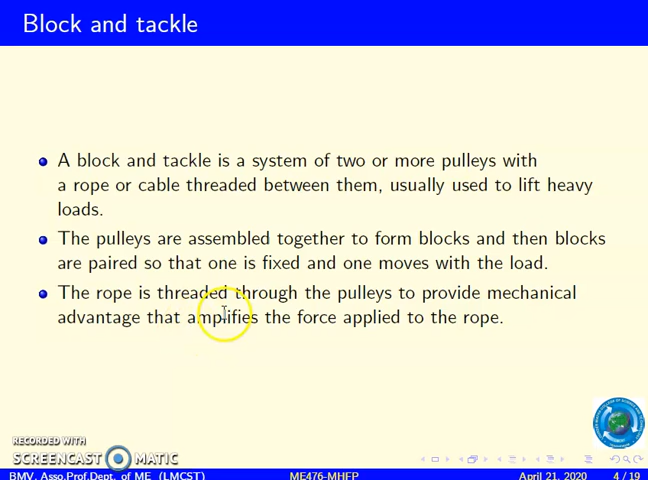 Block and tackle
A block and tackle is a system of two or more pulleys with
a rope or cable threaded between them, usually used to lift heavy
loads.
The pulleys are assembled together to form blocks and then blocks
are paired so that one is fixed and one moves with the load.
The rope is threaded through the pulleys to provide mechanical
advantage that amplifies the force applied to the rope.
RECORDED WITH
SCREENCAST MATIC
BMV, Asso.Prof.Dept. of ME (LMCST)
ME476-MHFP
April 21, 2020
4 / 19